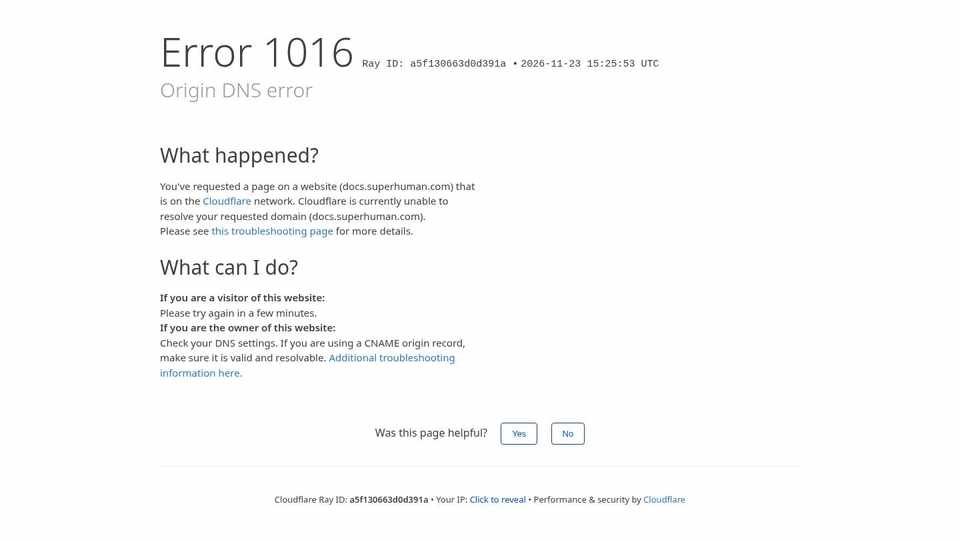 Error 1016 Ray ID: a5f130663d0d391a • 2026-11-23 15:25:53 UTC
Origin DNS error
What happened?
You've requested a page on a website (docs.superhuman.com) that
is on the Cloudflare network. Cloudflare is currently unable to
resolve your requested domain (docs.superhuman.com).
Please see this troubleshooting page for more details.
What can I do?
If you are a visitor of this website:
Please try again in a few minutes.
If you are the owner of this website:
Check your DNS settings. If you are using a CNAME origin record,
make sure it is valid and resolvable. Additional troubleshooting
information here.
Was this page helpful? Yes No
Cloudflare Ray ID: a5f130663d0d391a • Your IP: Click to reveal • Performance & security by Cloudflare